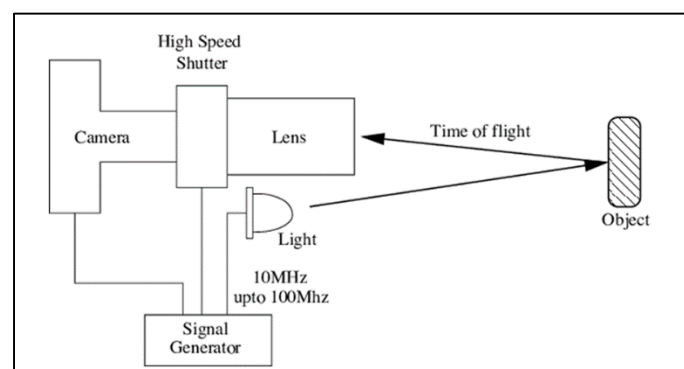 High Speed
Shutter
Camera
Lens
Time of flight
Object
Light
10MHz
upto 100Mhz
Signal
Generator